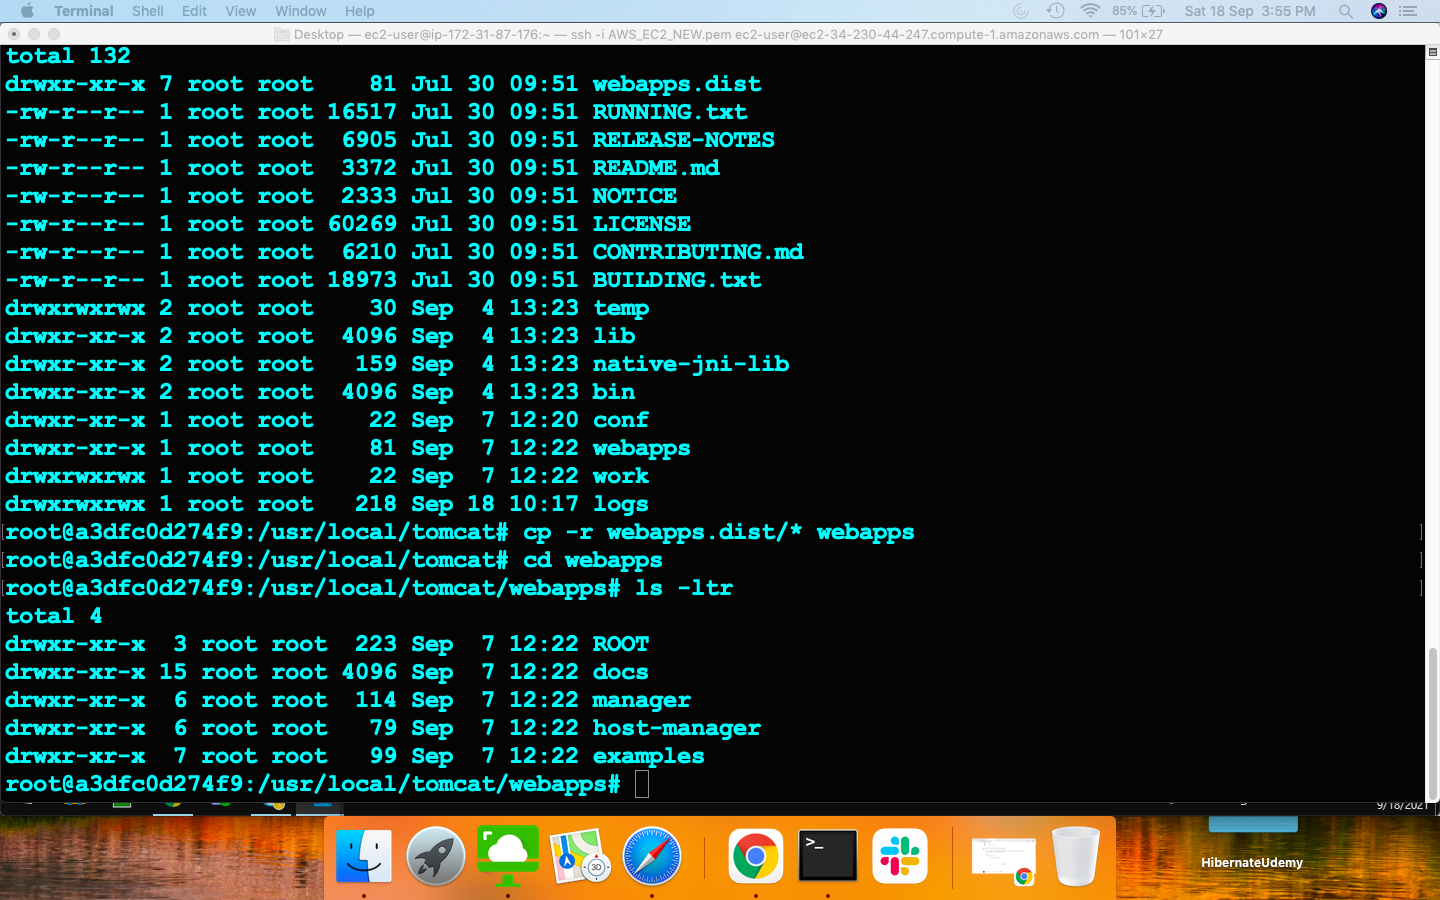 Terminal Shell Edit View Window Help 85% Sat 18 Sep 3:55 PM
Desktop — ec2-user@ip-172-31-87-176:~ — ssh -i AWS_EC2_NEW.pem ec2-user@ec2-34-230-44-247.compute-1.amazonaws.com — 101×27
total 132
drwxr-xr-x 7 root root    81 Jul 30 09:51 webapps.dist
-rw-r--r-- 1 root root 16517 Jul 30 09:51 RUNNING.txt
-rw-r--r-- 1 root root  6905 Jul 30 09:51 RELEASE-NOTES
-rw-r--r-- 1 root root  3372 Jul 30 09:51 README.md
-rw-r--r-- 1 root root  2333 Jul 30 09:51 NOTICE
-rw-r--r-- 1 root root 60269 Jul 30 09:51 LICENSE
-rw-r--r-- 1 root root  6210 Jul 30 09:51 CONTRIBUTING.md
-rw-r--r-- 1 root root 18973 Jul 30 09:51 BUILDING.txt
drwxrwxrwx 2 root root    30 Sep  4 13:23 temp
drwxr-xr-x 2 root root  4096 Sep  4 13:23 lib
drwxr-xr-x 2 root root   159 Sep  4 13:23 native-jni-lib
drwxr-xr-x 2 root root  4096 Sep  4 13:23 bin
drwxr-xr-x 1 root root    22 Sep  7 12:20 conf
drwxr-xr-x 1 root root    81 Sep  7 12:22 webapps
drwxrwxrwx 1 root root    22 Sep  7 12:22 work
drwxrwxrwx 1 root root   218 Sep 18 10:17 logs
[root@a3dfc0d274f9:/usr/local/tomcat# cp -r webapps.dist/* webapps ]
[root@a3dfc0d274f9:/usr/local/tomcat# cd webapps ]
[root@a3dfc0d274f9:/usr/local/tomcat/webapps# ls -ltr ]
total 4
drwxr-xr-x  3 root root  223 Sep  7 12:22 ROOT
drwxr-xr-x 15 root root 4096 Sep  7 12:22 docs
drwxr-xr-x  6 root root  114 Sep  7 12:22 manager
drwxr-xr-x  6 root root   79 Sep  7 12:22 host-manager
drwxr-xr-x  7 root root   99 Sep  7 12:22 examples
root@a3dfc0d274f9:/usr/local/tomcat/webapps#
9/18/2021
>_
3D
HibernateUdemy